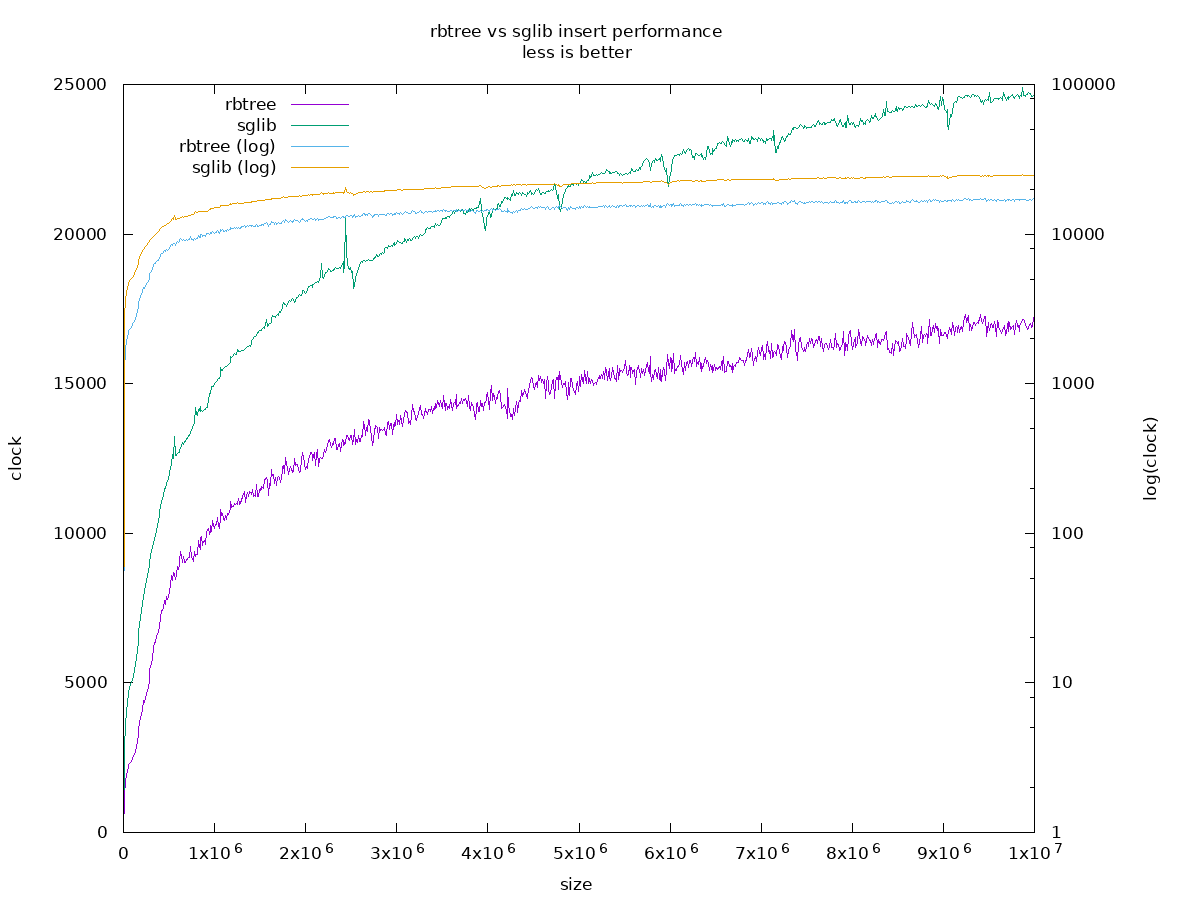 rbtree vs sglib insert performance
less is better
25000
20000
15000
10000
5000
0
clock
rbtree
sglib
rbtree (log)
sglib (log)
100000
10000
1000
100
10
1
log(clock)
0
1x10^6
2x10^6
3x10^6
4x10^6
5x10^6
6x10^6
7x10^6
8x10^6
9x10^6
1x10^7
size